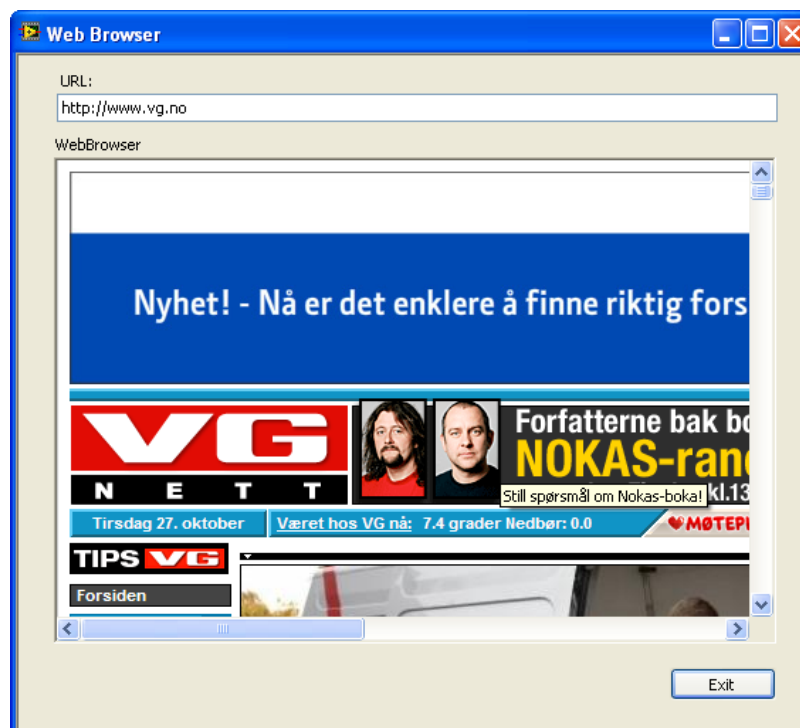 Web Browser
URL:
http://www.vg.no
WebBrowser
Nyhet! - Nå er det enklere å finne riktig fors
VG
NETT
Forfatterne bak bo
NOKAS-ran
kl.13
Still spørsmål om Nokas-boka!
Tirsdag 27. oktober
Været hos VG nå: 7.4 grader Nedbør: 0.0
MØTEPL
TIPS VG
Forsiden
Exit